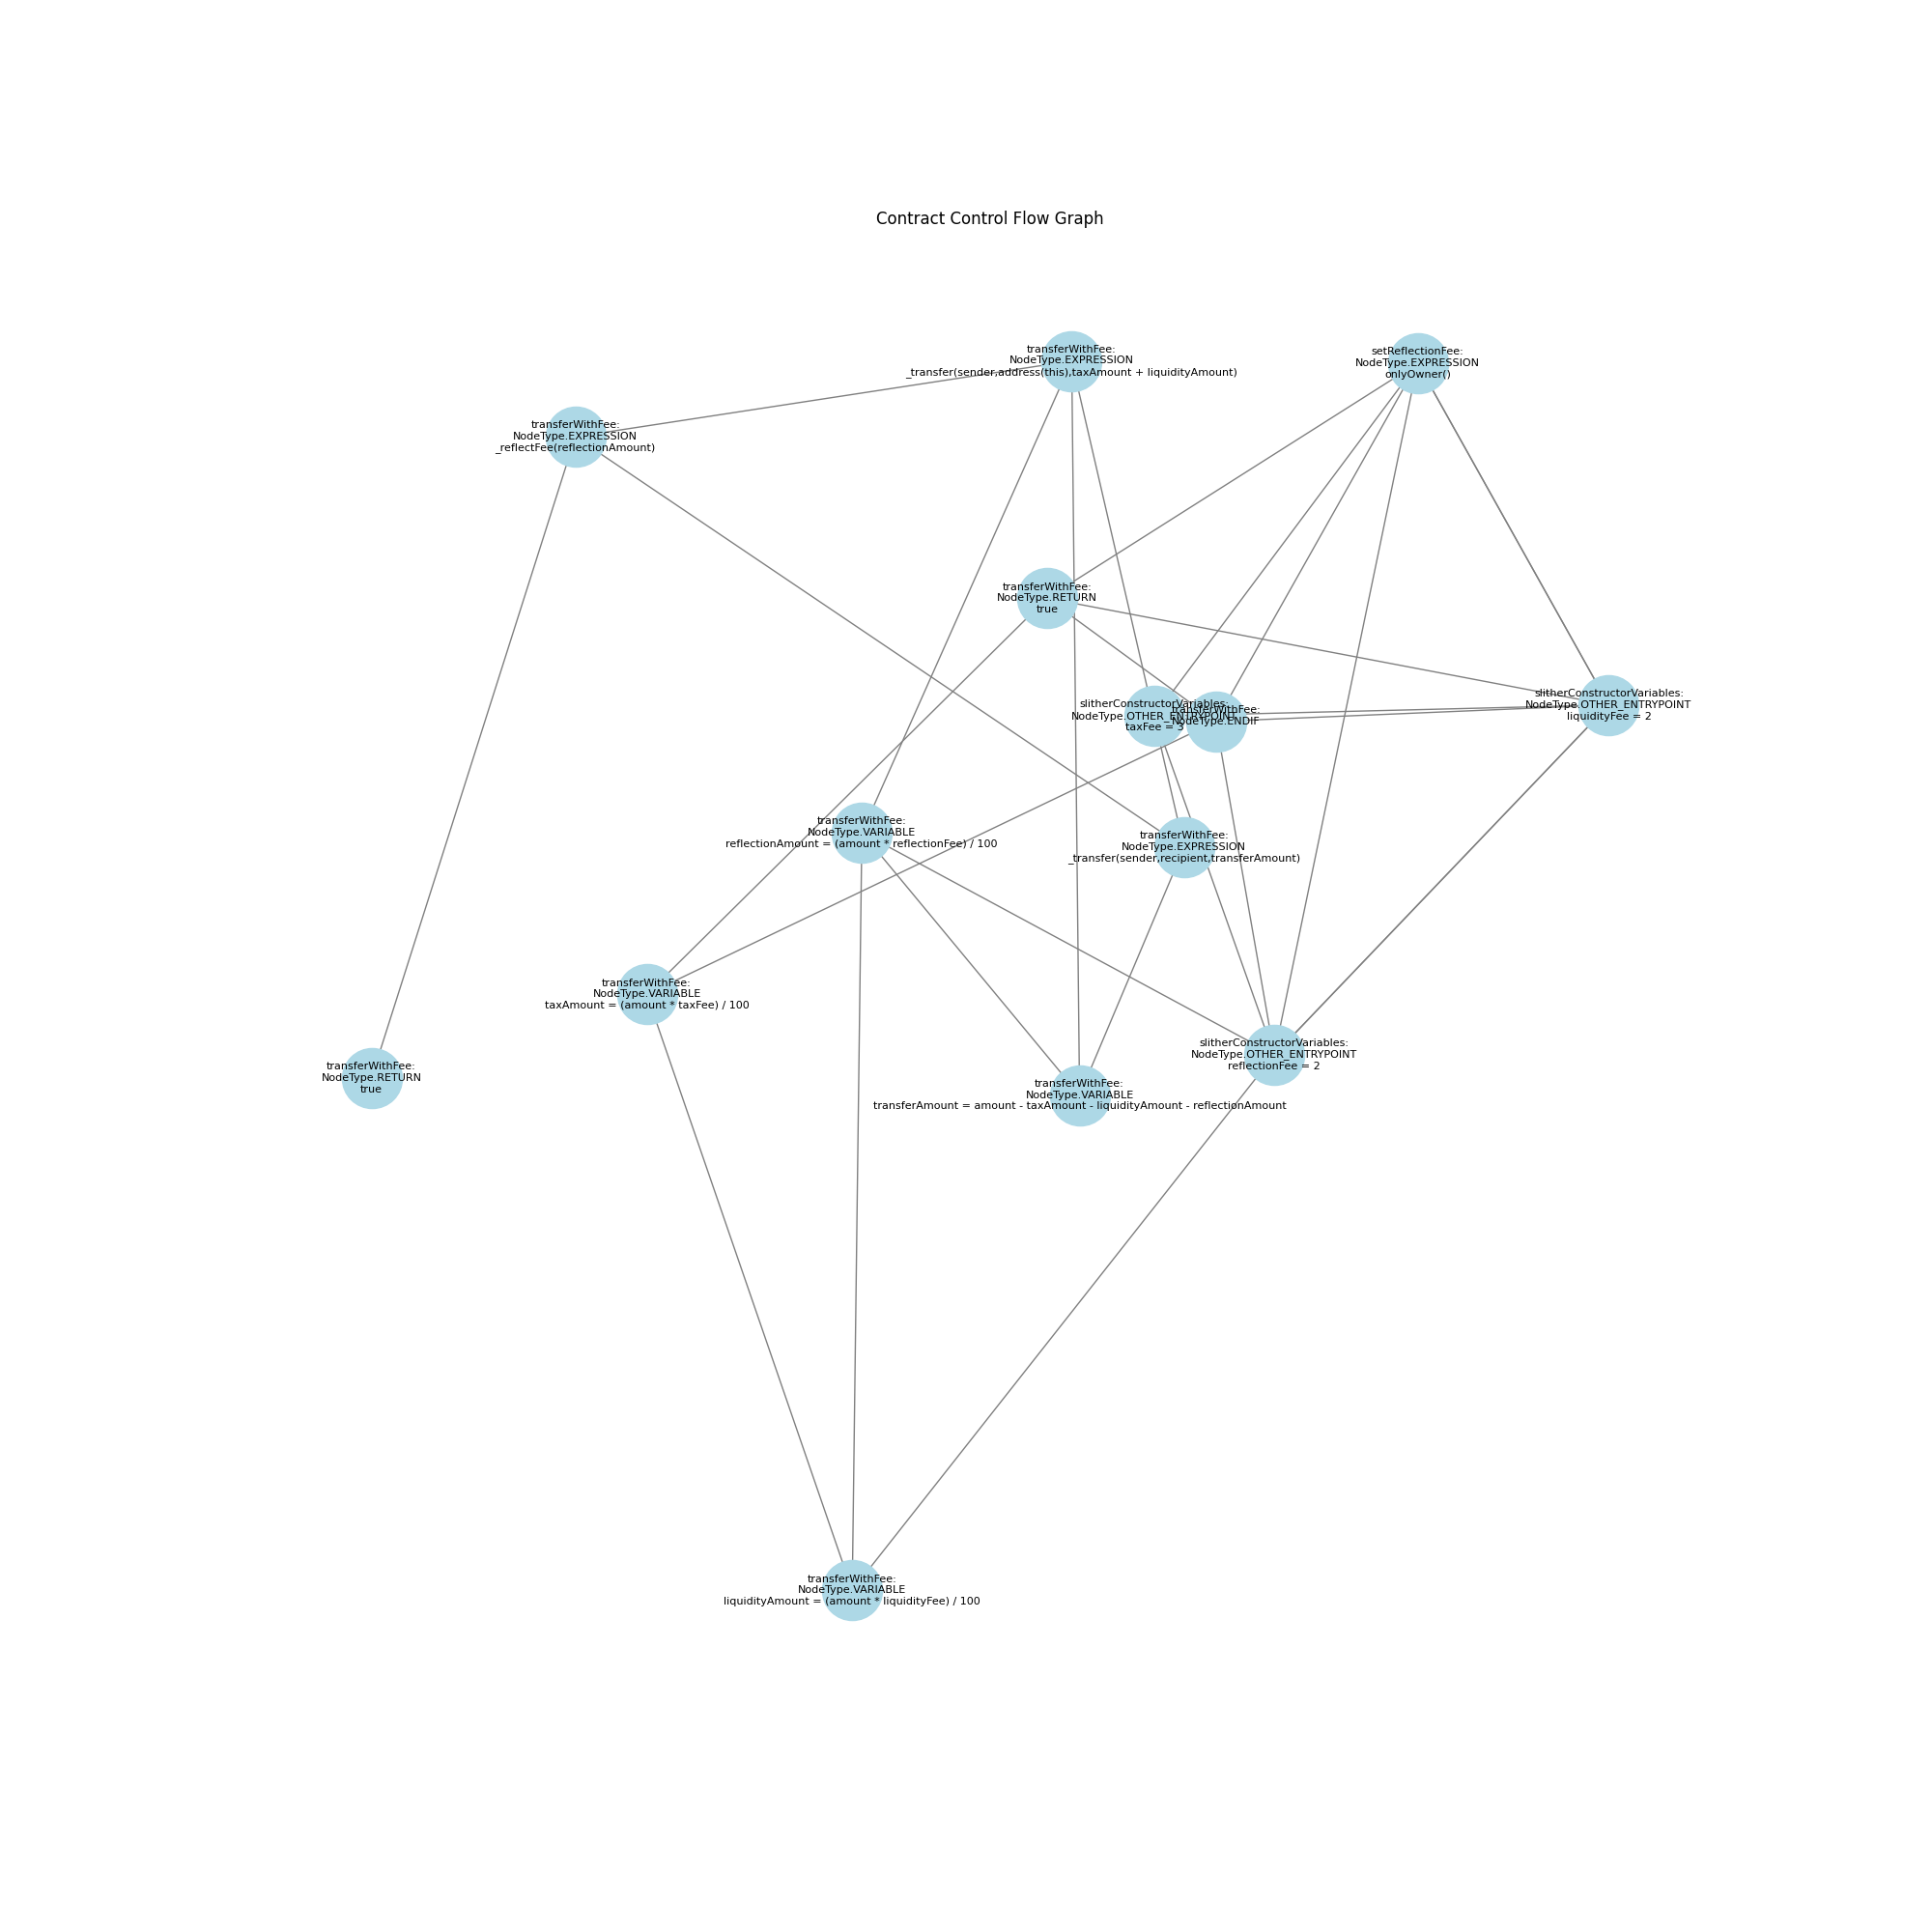 Contract Control Flow Graph
transferWithFee:
NodeType.EXPRESSION
_transfer(sender,address(this),taxAmount + liquidityAmount)
setReflectionFee:
NodeType.EXPRESSION
onlyOwner()
transferWithFee:
NodeType.EXPRESSION
_reflectFee(reflectionAmount)
transferWithFee:
NodeType.RETURN
true
slitherConstructorVariables:
NodeType.OTHER_ENTRYPOINT
taxFee = 3
transferWithFee:
NodeType.ENDIF
slitherConstructorVariables:
NodeType.OTHER_ENTRYPOINT
liquidityFee = 2
transferWithFee:
NodeType.VARIABLE
reflectionAmount = (amount * reflectionFee) / 100
transferWithFee:
NodeType.EXPRESSION
_transfer(sender,recipient,transferAmount)
transferWithFee:
NodeType.VARIABLE
taxAmount = (amount * taxFee) / 100
slitherConstructorVariables:
NodeType.OTHER_ENTRYPOINT
reflectionFee = 2
transferWithFee:
NodeType.RETURN
true
transferWithFee:
NodeType.VARIABLE
transferAmount = amount - taxAmount - liquidityAmount - reflectionAmount
transferWithFee:
NodeType.VARIABLE
liquidityAmount = (amount * liquidityFee) / 100